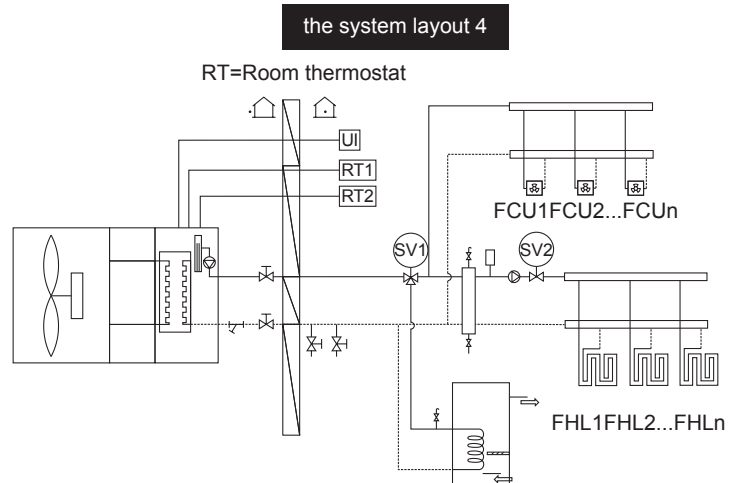 the system layout 4
RT=Room thermostat
UI
RT1
RT2
FCU1FCU2...FCUn
SV1
SV2
FHL1FHL2...FHLn